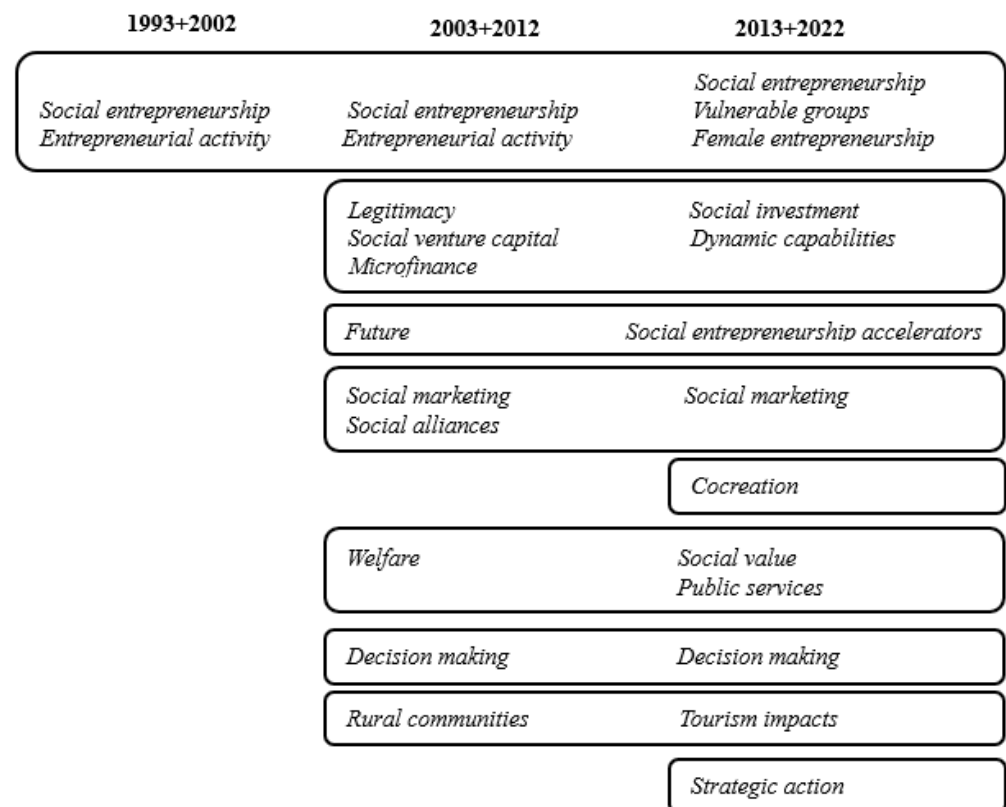 1993+2002 2003+2012 2013+2022
Social entrepreneurship
Social entrepreneurship Social entrepreneurship Vulnerable groups
Entrepreneurial activity Entrepreneurial activity Female entrepreneurship
Legitimacy Social investment
Social venture capital Dynamic capabilities
Microfinance
Future Social entrepreneurship accelerators
Social marketing Social marketing
Social alliances
Cocreation
Welfare Social value
Public services
Decision making Decision making
Rural communities Tourism impacts
Strategic action